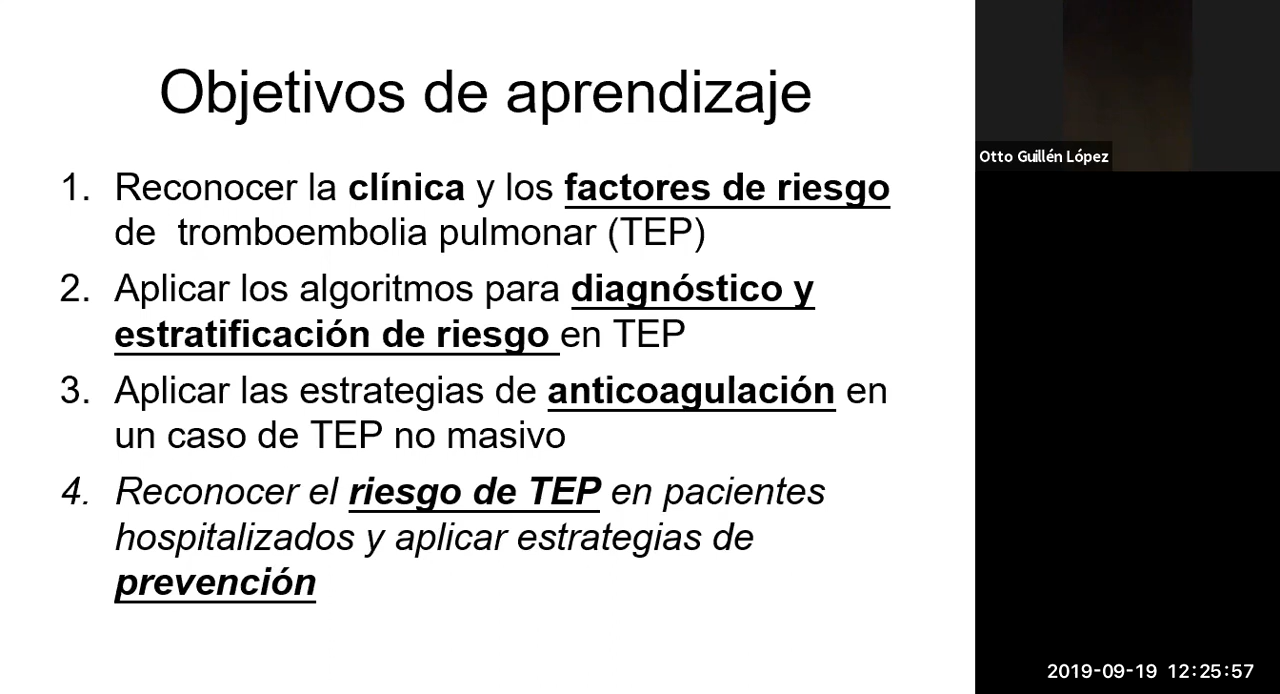 Objetivos de aprendizaje
1. Reconocer la clínica y los factores de riesgo
de tromboembolia pulmonar (TEP)
2. Aplicar los algoritmos para diagnóstico y
estratificación de riesgo en TEP
3. Aplicar las estrategias de anticoagulación en
un caso de TEP no masivo
4. Reconocer el riesgo de TEP en pacientes
hospitalizados y aplicar estrategias de
prevención
Otto Guillén López
2019-09-19 12:25:57